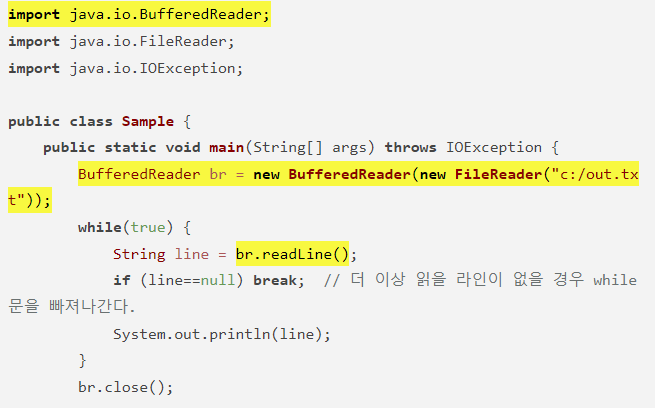 import java.io.BufferedReader;
import java.io.FileReader;
import java.io.IOException;

public class Sample {
    public static void main(String[] args) throws IOException {
        BufferedReader br = new BufferedReader(new FileReader("c:/out.tx
t"));
        while(true) {
            String line = br.readLine();
            if (line==null) break;  // 더 이상 읽을 라인이 없을 경우 while
문을 빠져나간다.
            System.out.println(line);
        }
        br.close();